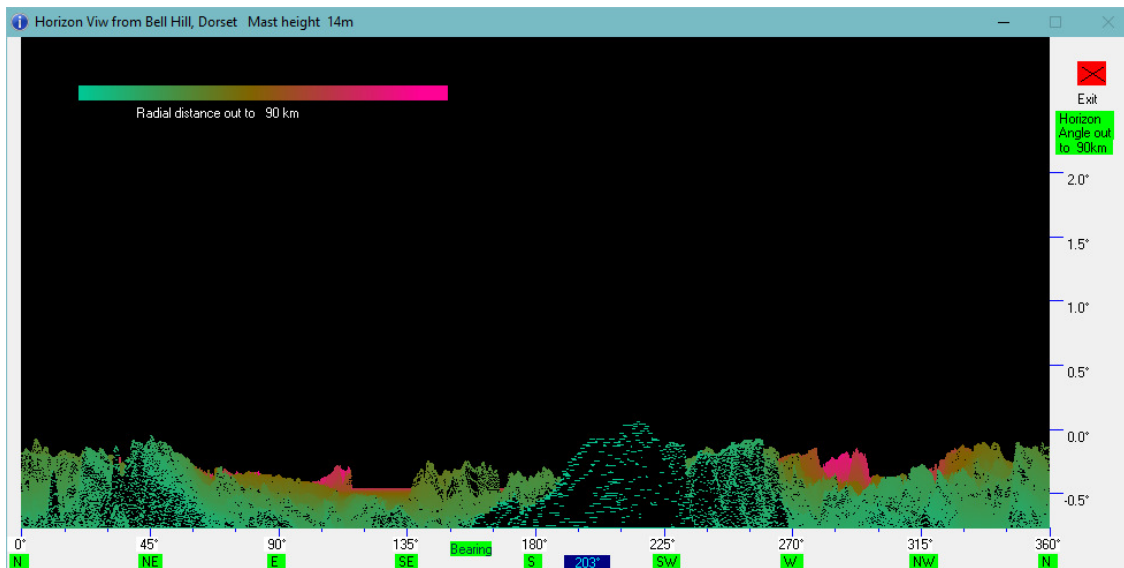 Horizon Viw from Bell Hill, Dorset   Mast height  14m
Radial distance out to   90 km
Exit
Horizon
Angle out
to  90km
2.0°
1.5°
1.0°
0.5°
0.0°
-0.5°
0° 45° 90° 135° Bearing 180° 225° 270° 315° 360°
N NE E SE S 203° SW W NW N